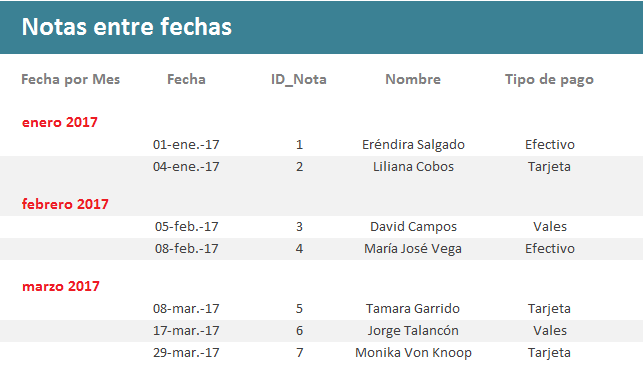 Notas entre fechas
Fecha por Mes Fecha ID_Nota Nombre Tipo de pago
enero 2017
01-ene.-17 1 Eréndira Salgado Efectivo
04-ene.-17 2 Liliana Cobos Tarjeta
febrero 2017
05-feb.-17 3 David Campos Vales
08-feb.-17 4 María José Vega Efectivo
marzo 2017
08-mar.-17 5 Tamara Garrido Tarjeta
17-mar.-17 6 Jorge Talancón Vales
29-mar.-17 7 Monika Von Knoop Tarjeta